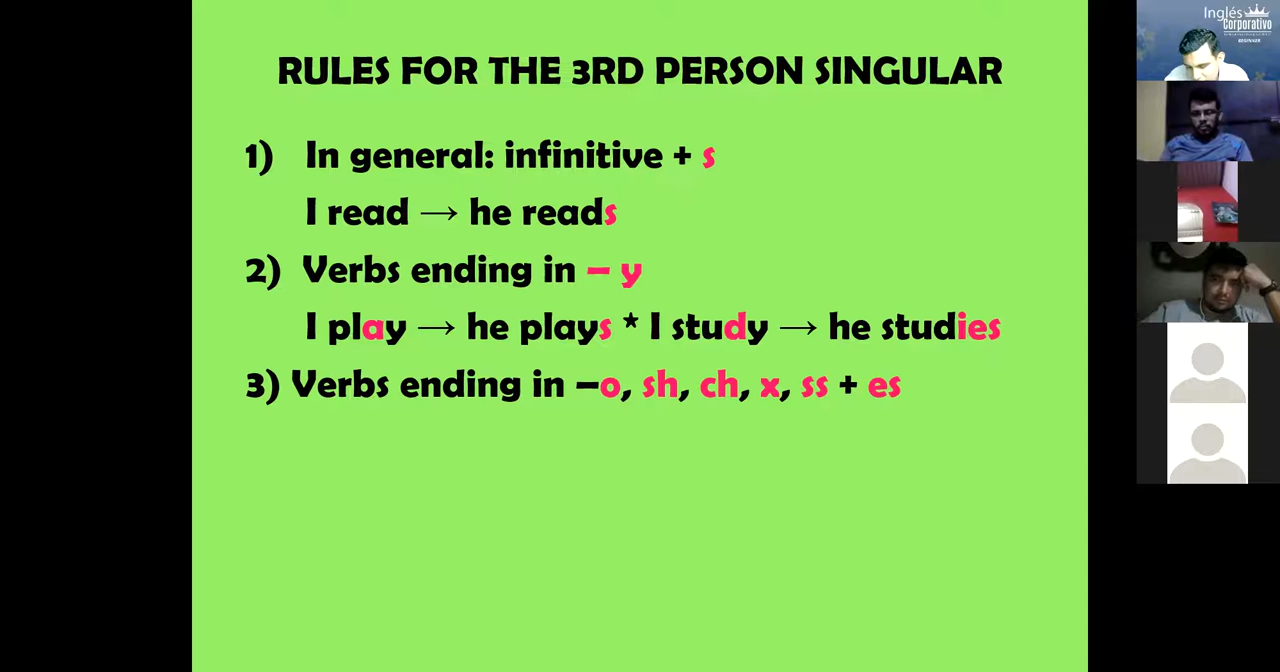 RULES FOR THE 3RD PERSON SINGULAR
1) In general: infinitive + s
I read → he reads
2) Verbs ending in – y
I play → he plays * I study → he studies
3) Verbs ending in –o, sh, ch, x, ss + es
Inglés
Corporativo
BEGINNER